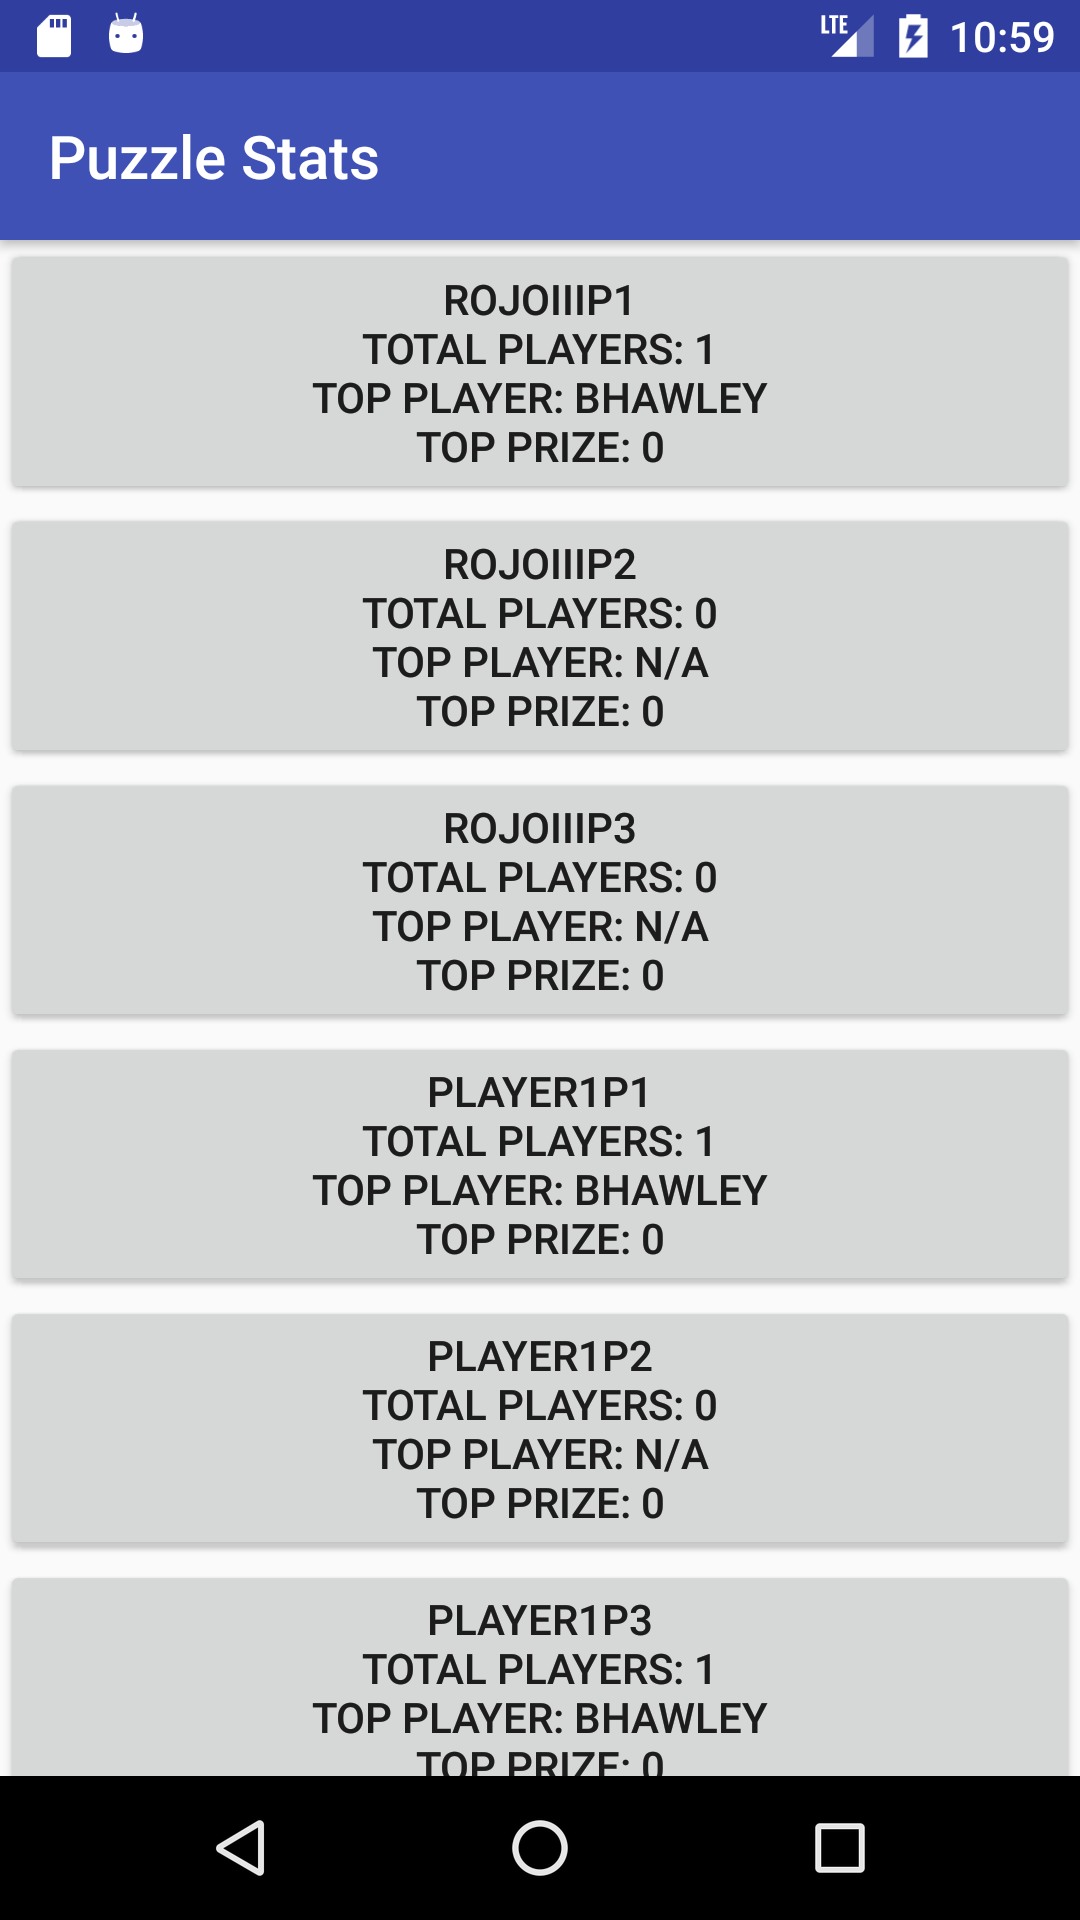 LTE 10:59
Puzzle Stats
ROJOIIIP1
TOTAL PLAYERS: 1
TOP PLAYER: BHAWLEY
TOP PRIZE: 0
ROJOIIIP2
TOTAL PLAYERS: 0
TOP PLAYER: N/A
TOP PRIZE: 0
ROJOIIIP3
TOTAL PLAYERS: 0
TOP PLAYER: N/A
TOP PRIZE: 0
PLAYER1P1
TOTAL PLAYERS: 1
TOP PLAYER: BHAWLEY
TOP PRIZE: 0
PLAYER1P2
TOTAL PLAYERS: 0
TOP PLAYER: N/A
TOP PRIZE: 0
PLAYER1P3
TOTAL PLAYERS: 1
TOP PLAYER: BHAWLEY
TOP PRIZE: 0